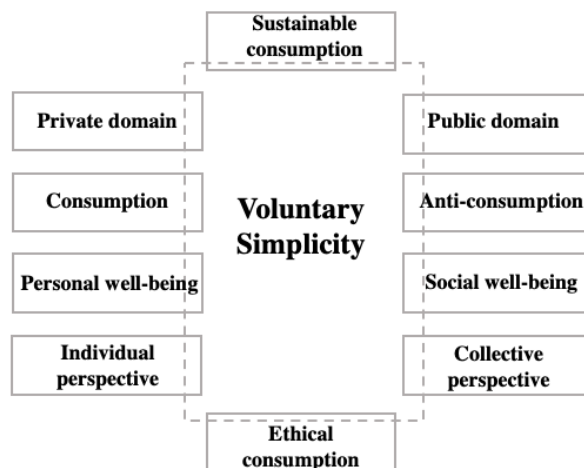 Sustainable
consumption
Private domain
Public domain
Consumption
Anti-consumption
Voluntary
Simplicity
Personal well-being
Social well-being
Individual
perspective
Collective
perspective
Ethical
consumption